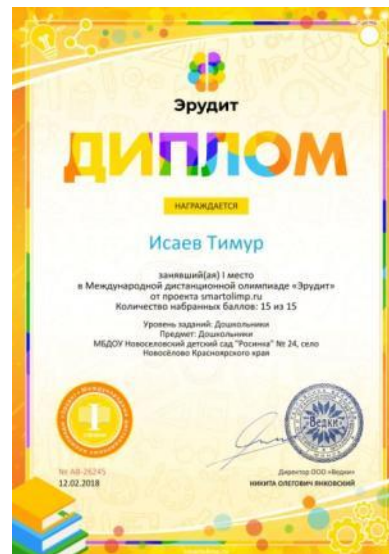 Эрудит
ДИПЛОМ
НАГРАЖДАЕТСЯ
Исаев Тимур
занявший(ая) I место
в Международной дистанционной олимпиаде «Эрудит»
от проекта smartolimp.ru
Количество набранных баллов: 15 из 15
Уровень заданий: Дошкольники
Предмет: Дошкольники
МБДОУ Новоселовский детский сад "Росинка" № 24, село
Новосёлово Красноярского края
I
«Ведки»
№ АВ-26245
12.02.2018
Директор ООО «Ведки»
НИКИТА ОЛЕГОВИЧ ЯНКОВСКИЙ